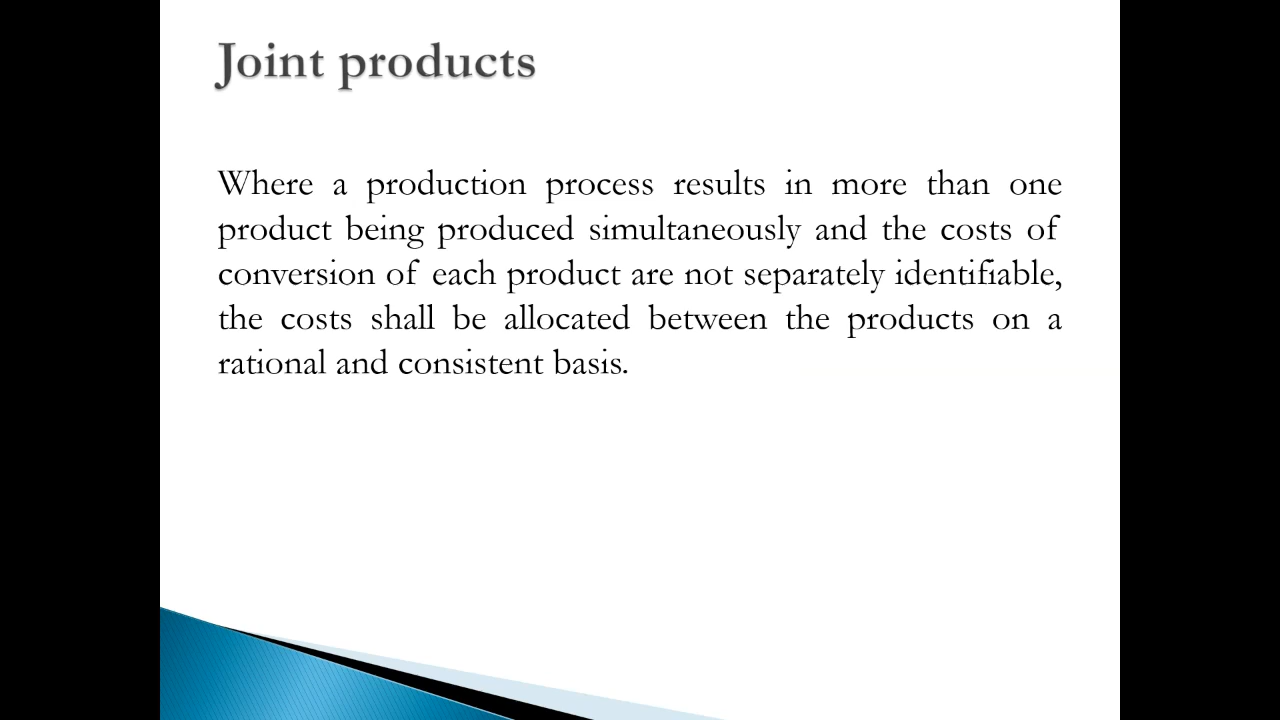 Joint products
Where a production process results in more than one
product being produced simultaneously and the costs of
conversion of each product are not separately identifiable,
the costs shall be allocated between the products on a
rational and consistent basis.